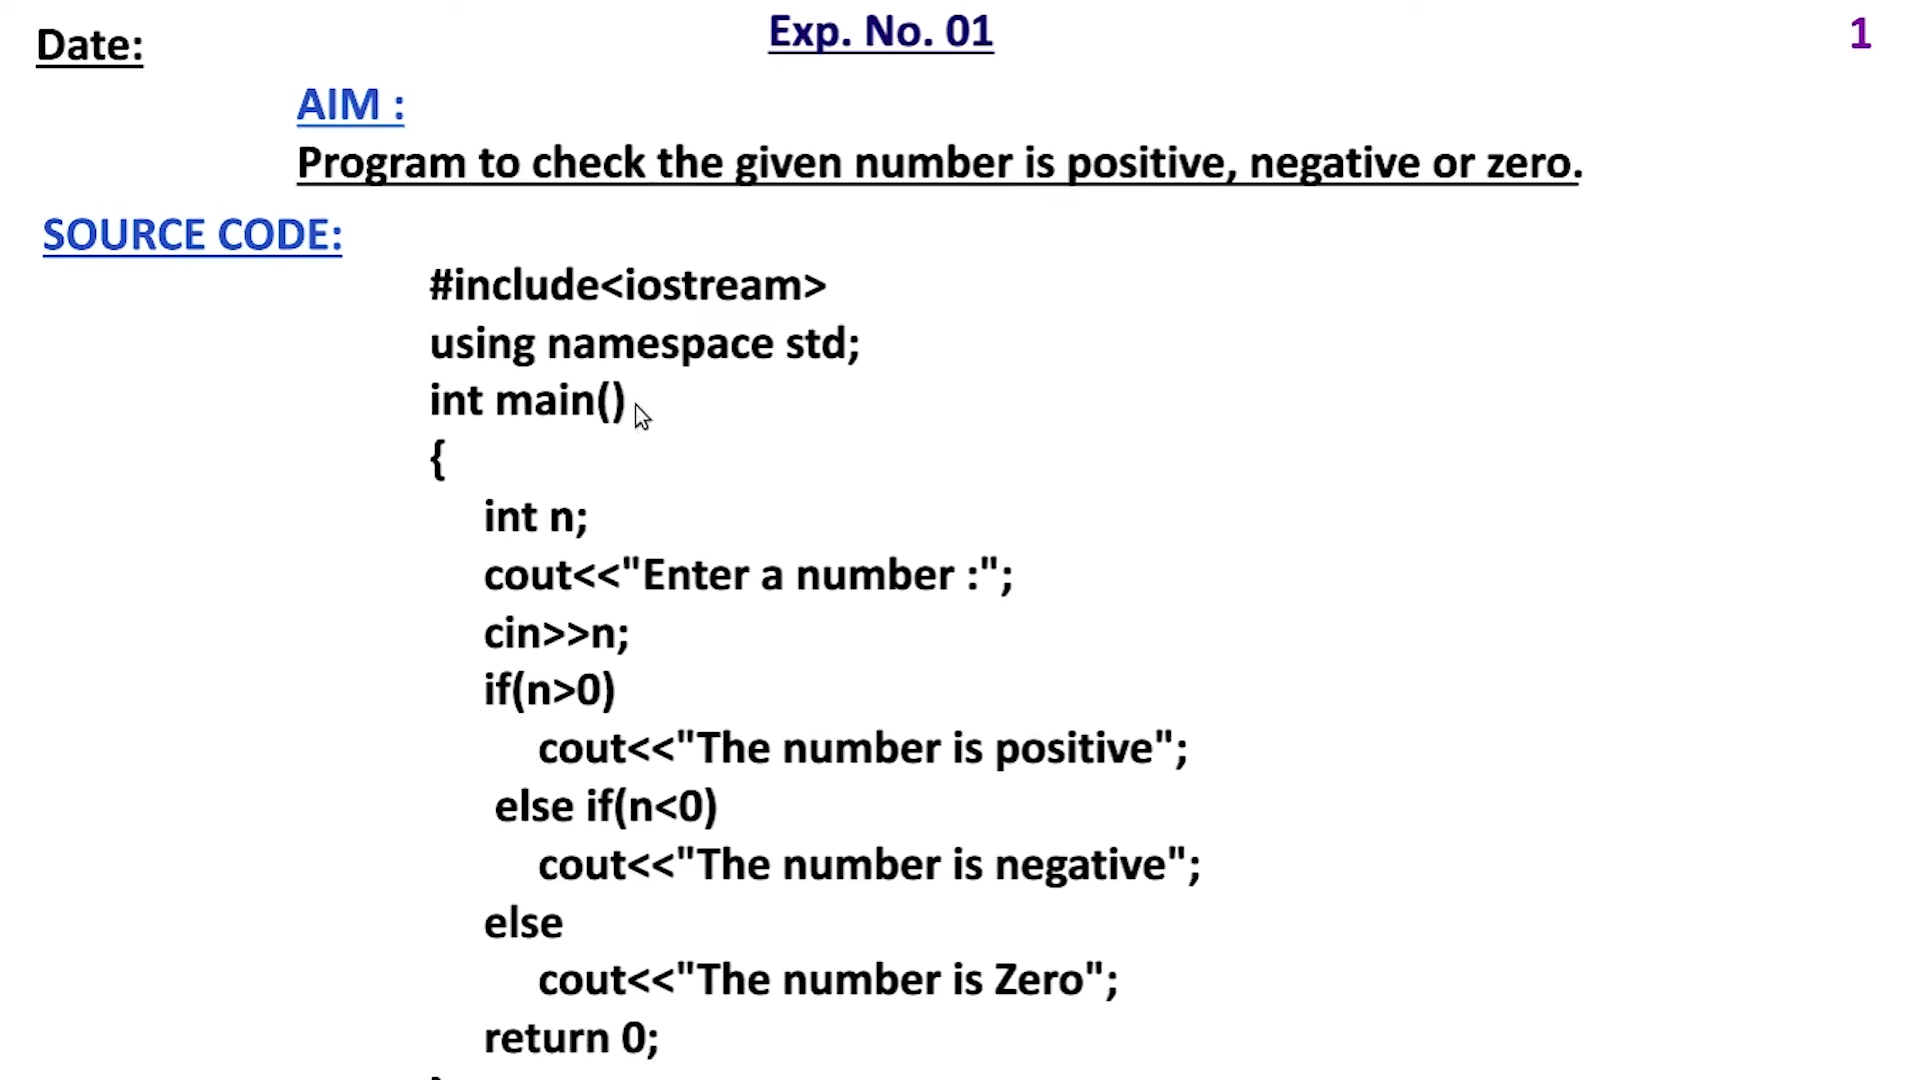 Date:
Exp. No. 01
1
AIM :
Program to check the given number is positive, negative or zero.
SOURCE CODE:
#include<iostream>
using namespace std;
int main()
{
int n;
cout<<"Enter a number :";
cin>>n;
if(n>0)
cout<<"The number is positive";
else if(n<0)
cout<<"The number is negative";
else
cout<<"The number is Zero";
return 0;